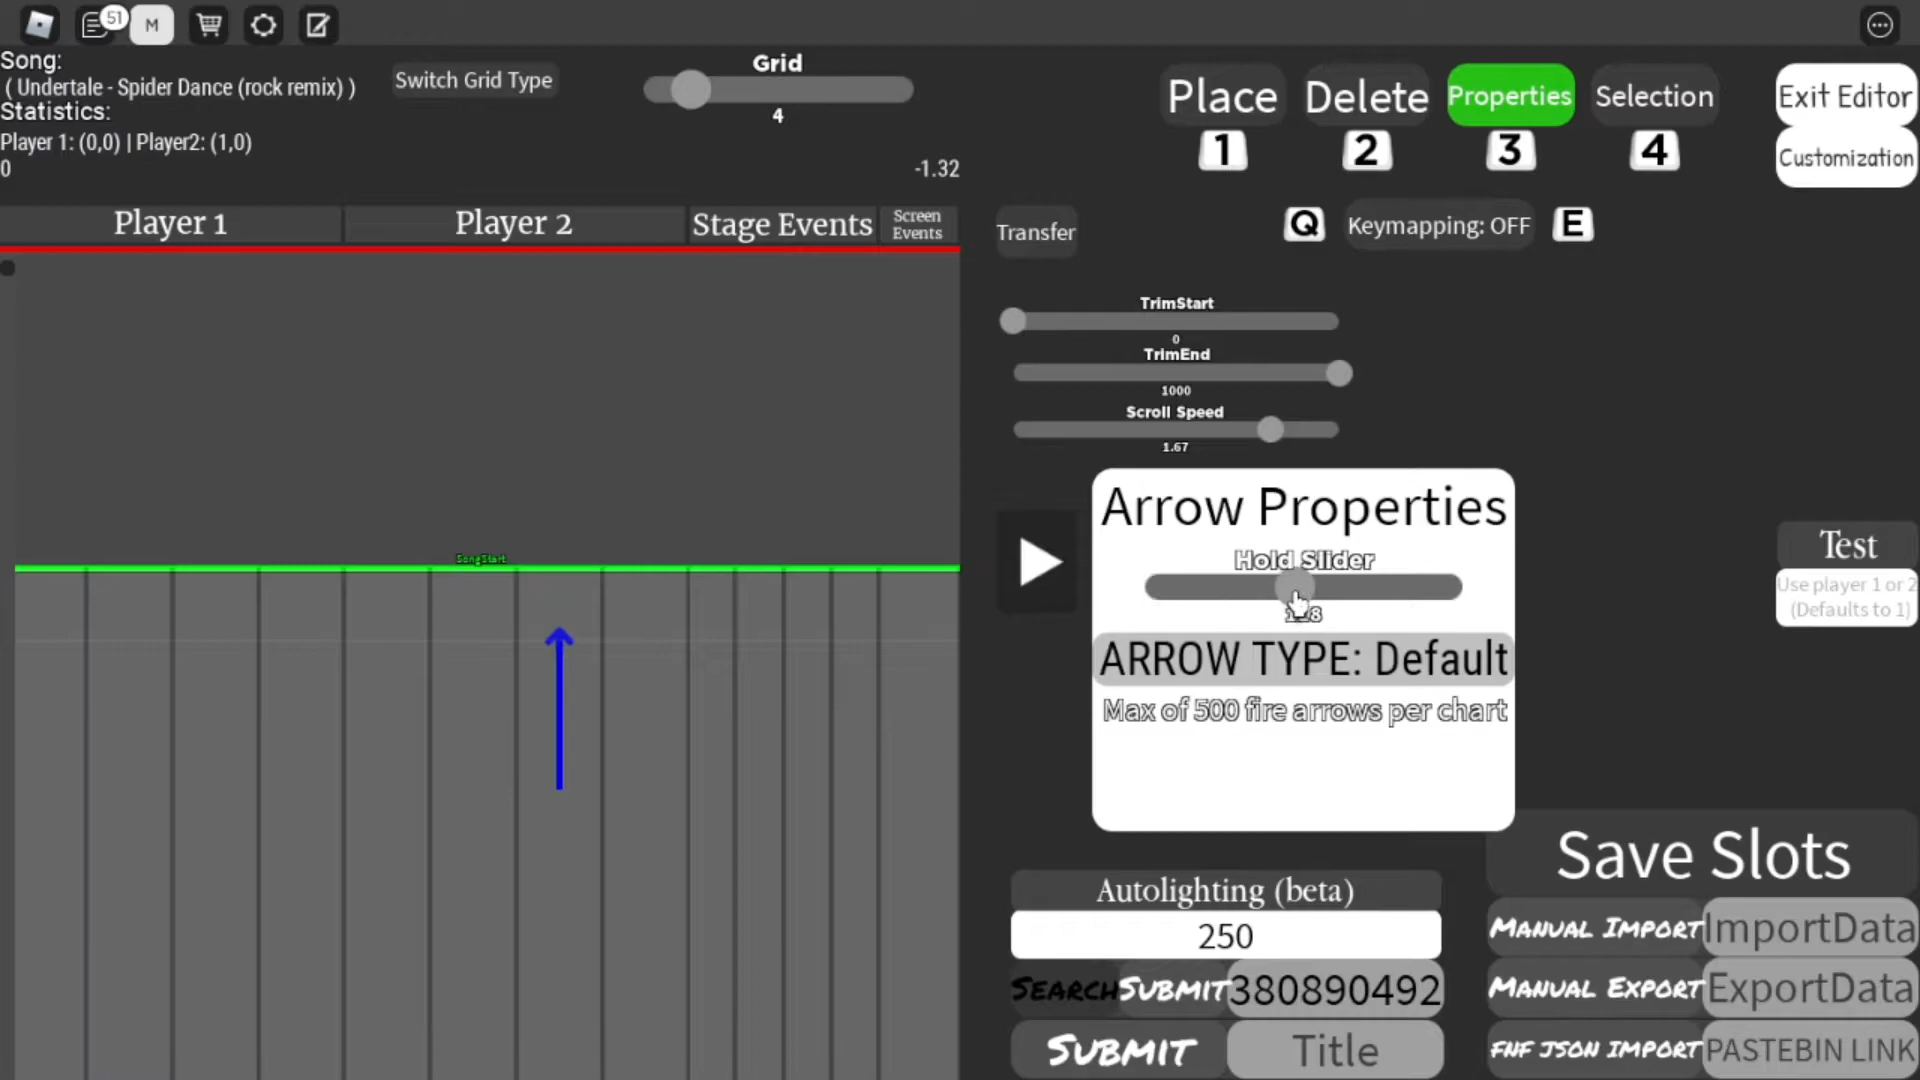 51
M
Song:
( Undertale - Spider Dance (rock remix) )
Statistics:
Player 1: (0,0) | Player2: (1,0)
0
-1.32
Switch Grid Type
Grid
4
Place
Delete
Properties
Selection
1
2
3
4
Exit Editor
Customization
Player 1
Player 2
Stage Events
Screen
Events
Transfer
Q
Keymapping: OFF
E
TrimStart
0
TrimEnd
1000
Scroll Speed
1.67
SongStart
Arrow Properties
Hold Slider
ARROW TYPE: Default
Max of 500 fire arrows per chart
Test
Use player 1 or 2
(Defaults to 1)
Autolighting (beta)
250
SEARCH
SUBMIT
380890492
SUBMIT
Title
Save Slots
MANUAL IMPORT
ImportData
MANUAL EXPORT
ExportData
FNF JSON IMPORT
PASTEBIN LINK